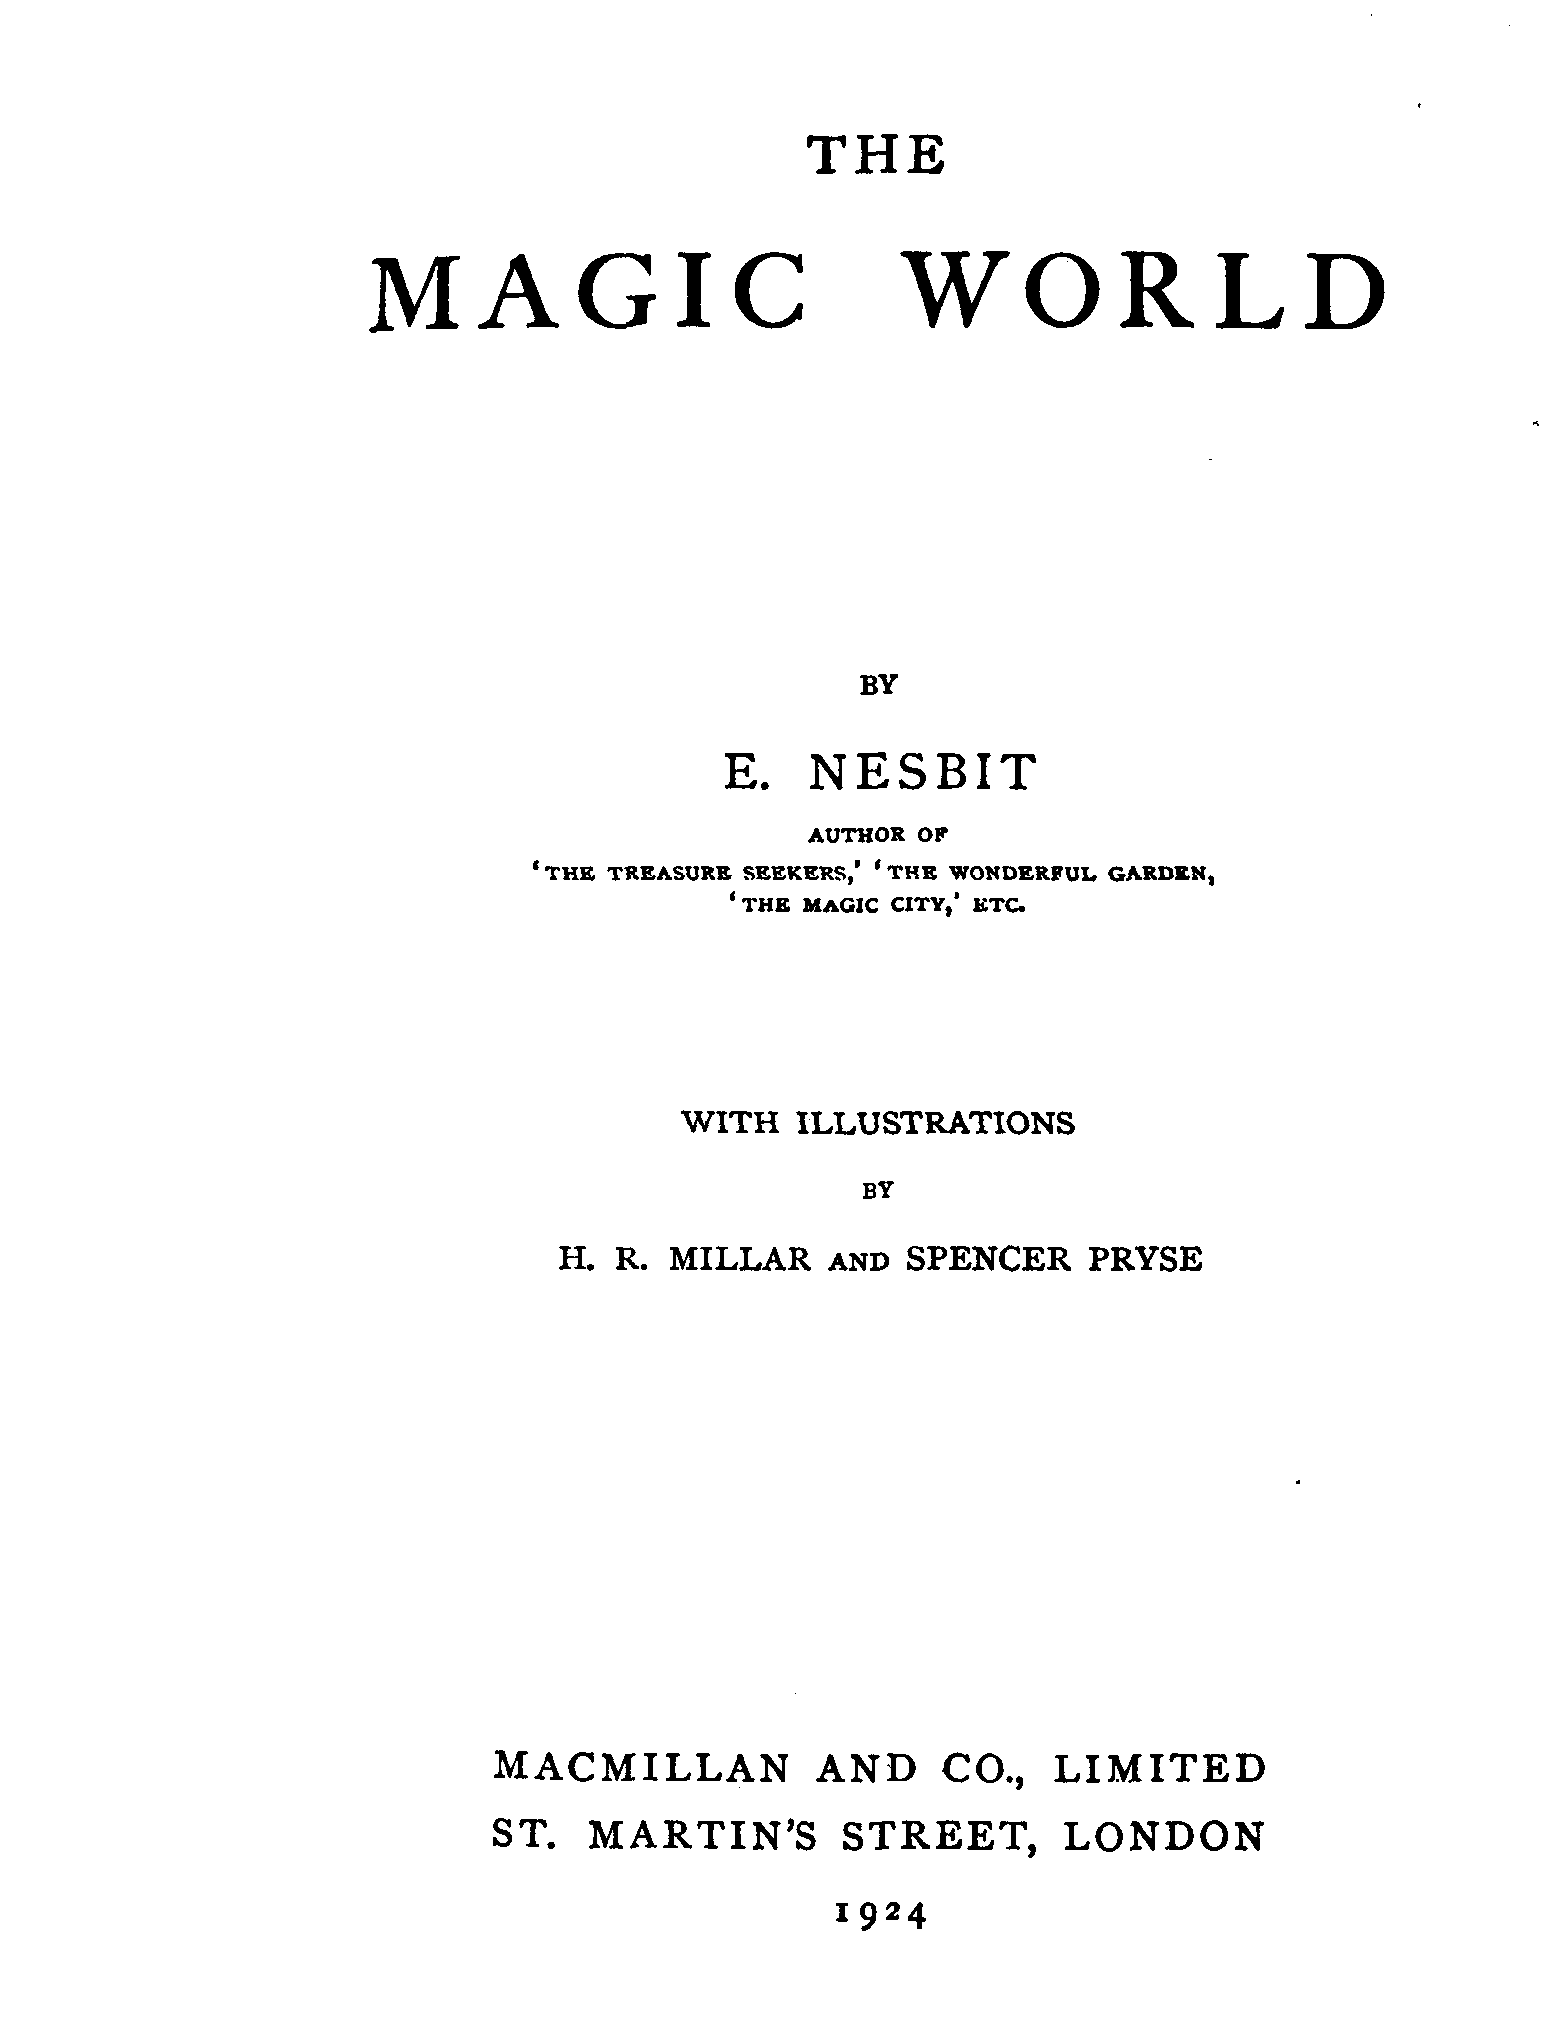 THE
MAGIC WORLD
BY
E. NESBIT
AUTHOR OF
‘THE TREASURE SEEKERS,’ ‘THE WONDERFUL GARDEN,
‘THE MAGIC CITY,’ ETC.
WITH ILLUSTRATIONS
BY
H. R. MILLAR AND SPENCER PRYSE
MACMILLAN AND CO., LIMITED
ST. MARTIN'S STREET, LONDON
1924